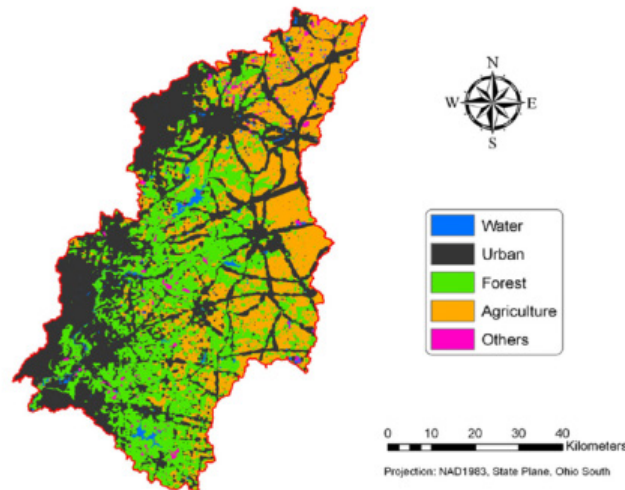 N
W E
S
Water
Urban
Forest
Agriculture
Others
0 5 10 20 30 40
Kilometers
Projection: NAD1983, State Plane, Ohio South